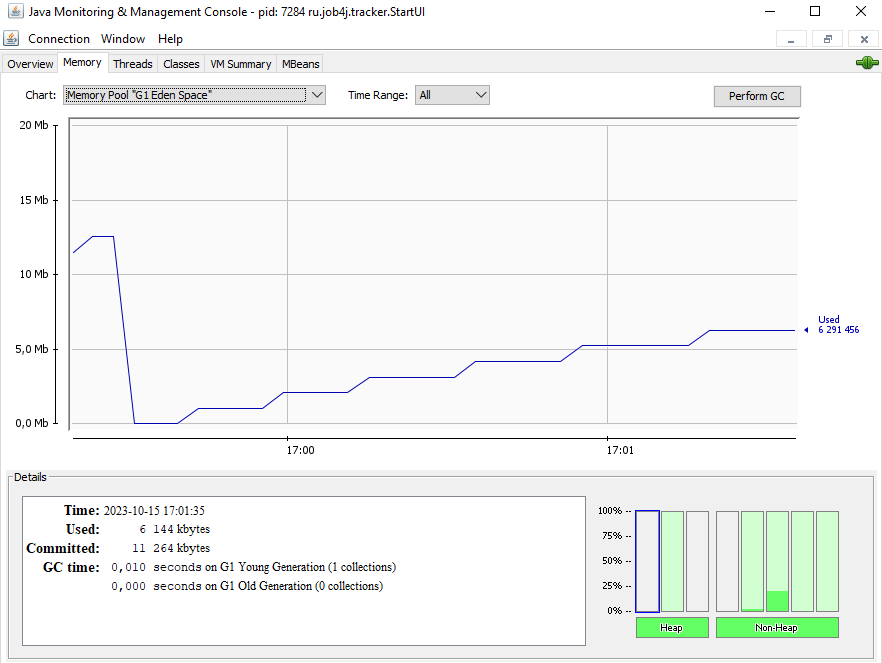 Java Monitoring & Management Console - pid: 7284 ru.job4j.tracker.StartUI
Connection Window Help
Overview Memory Threads Classes VM Summary MBeans
Chart: Memory Pool "G1 Eden Space" Time Range: All Perform GC
20 Mb
15 Mb
10 Mb
5,0 Mb
0,0 Mb
Used
6 291 456
17:00 17:01
Details
Time: 2023-10-15 17:01:35
Used: 6 144 kbytes
Committed: 11 264 kbytes
GC time: 0,010 seconds on G1 Young Generation (1 collections)
0,000 seconds on G1 Old Generation (0 collections)
100% --
75% --
50% --
25% --
0% --
Heap Non-Heap